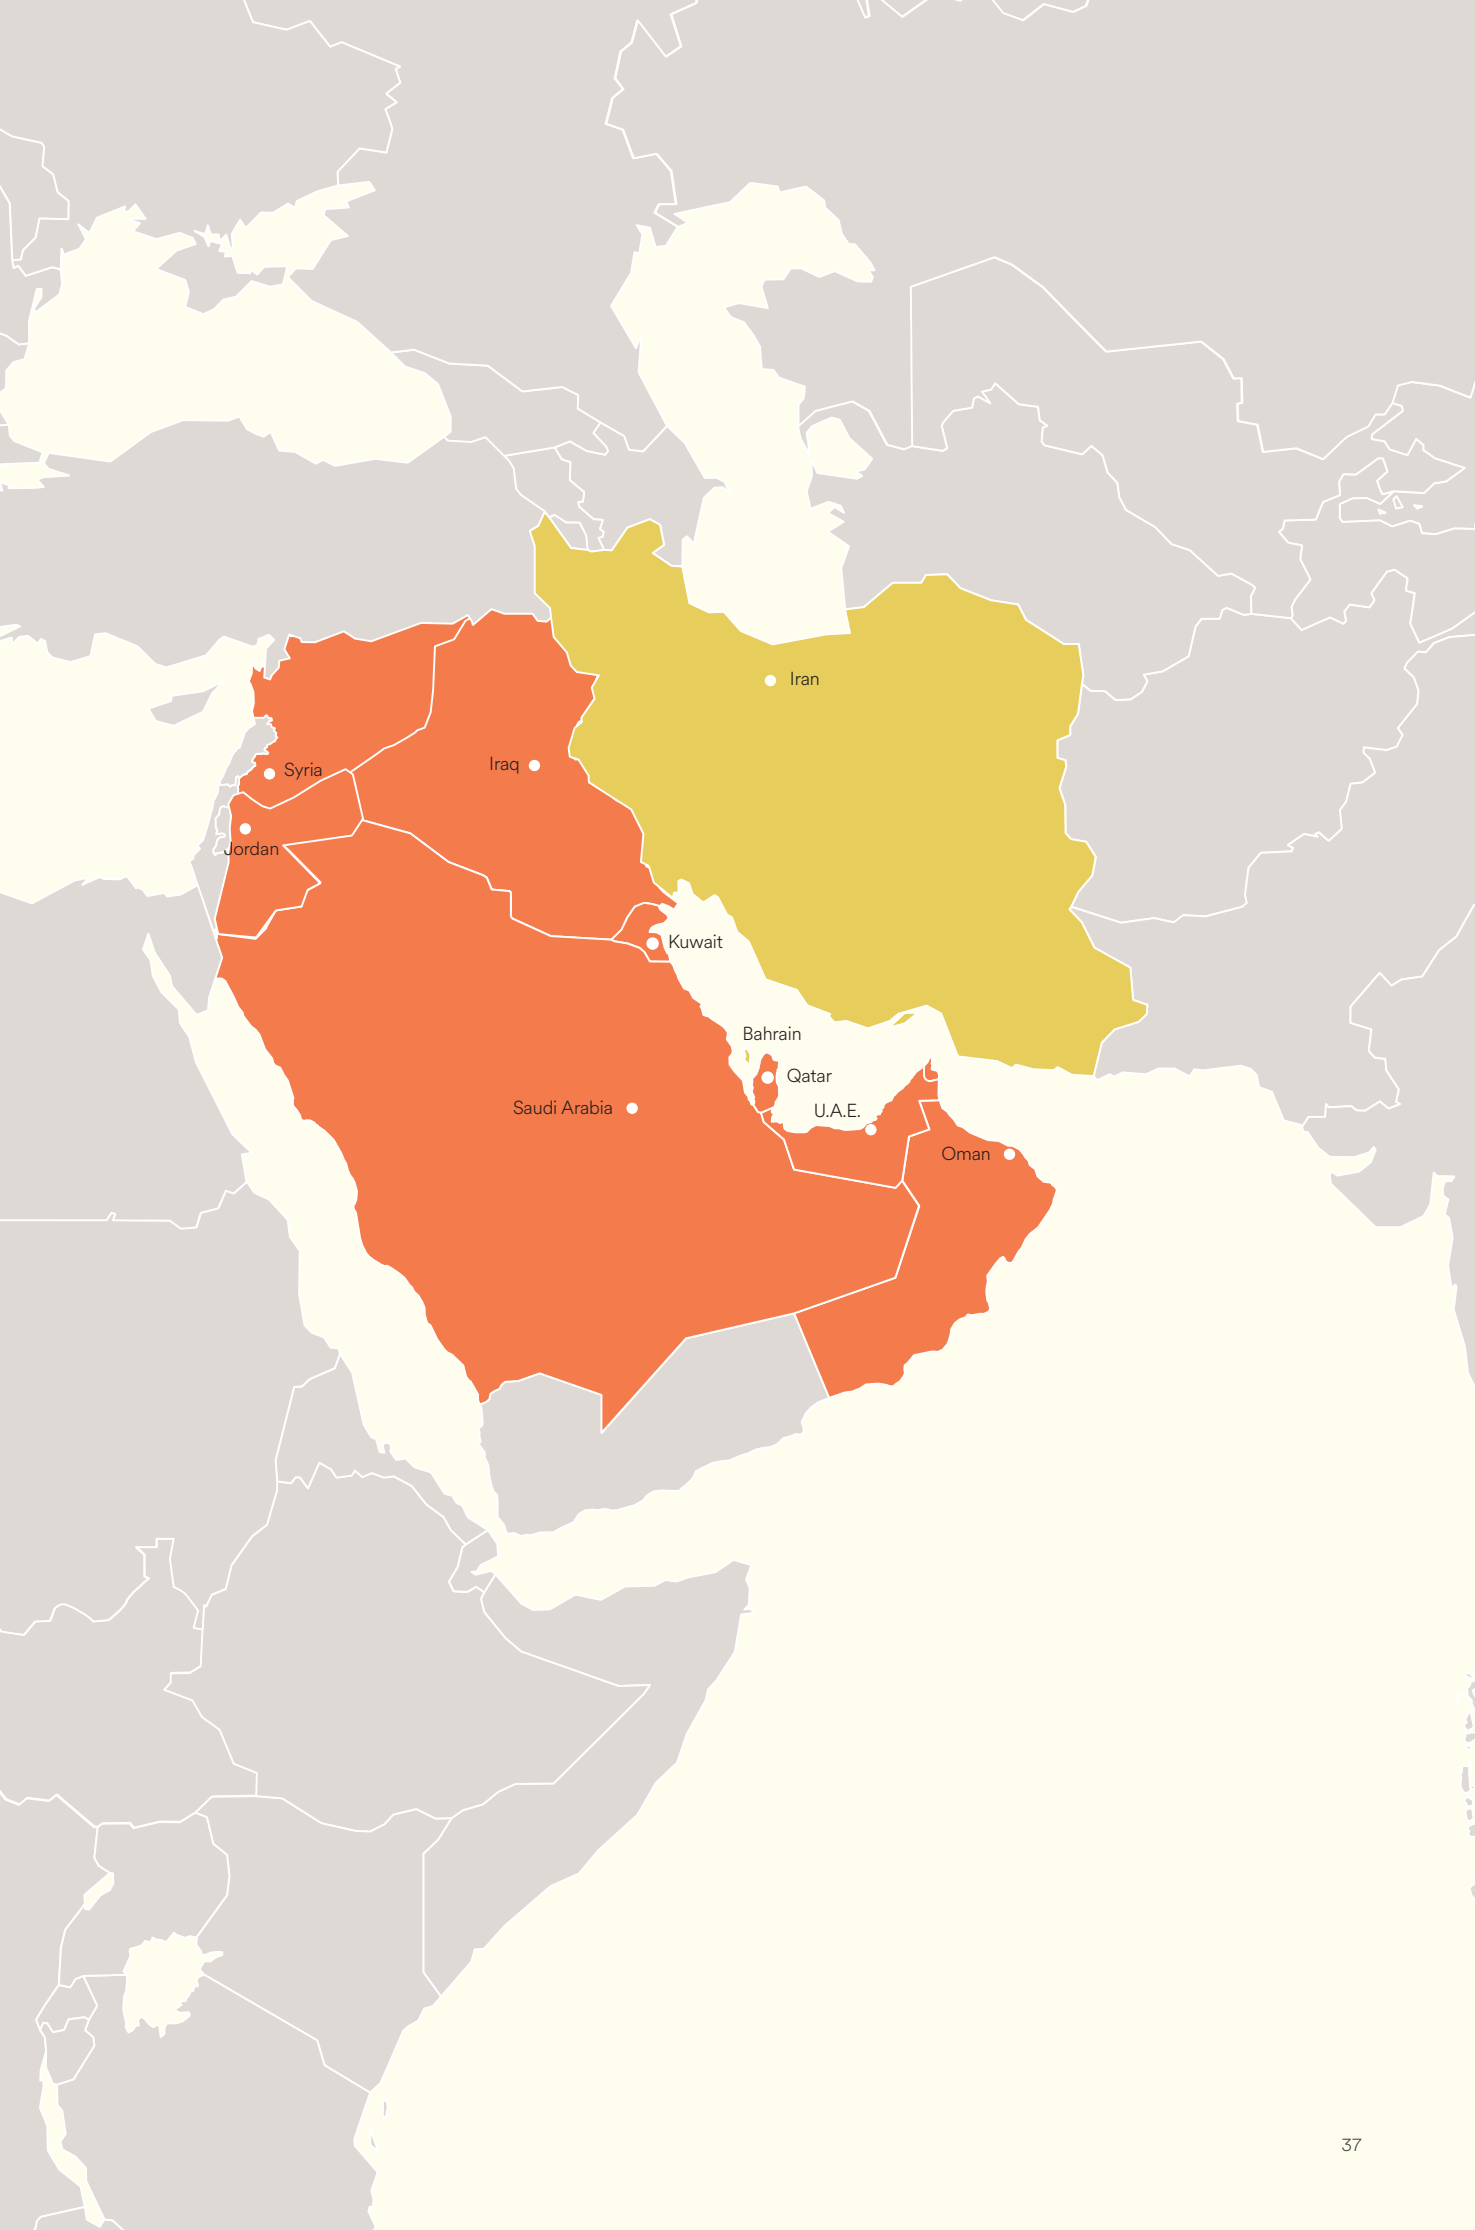 Iran
Syria
Iraq
Jordan
Kuwait
Bahrain
Qatar
Saudi Arabia
U.A.E.
Oman
37